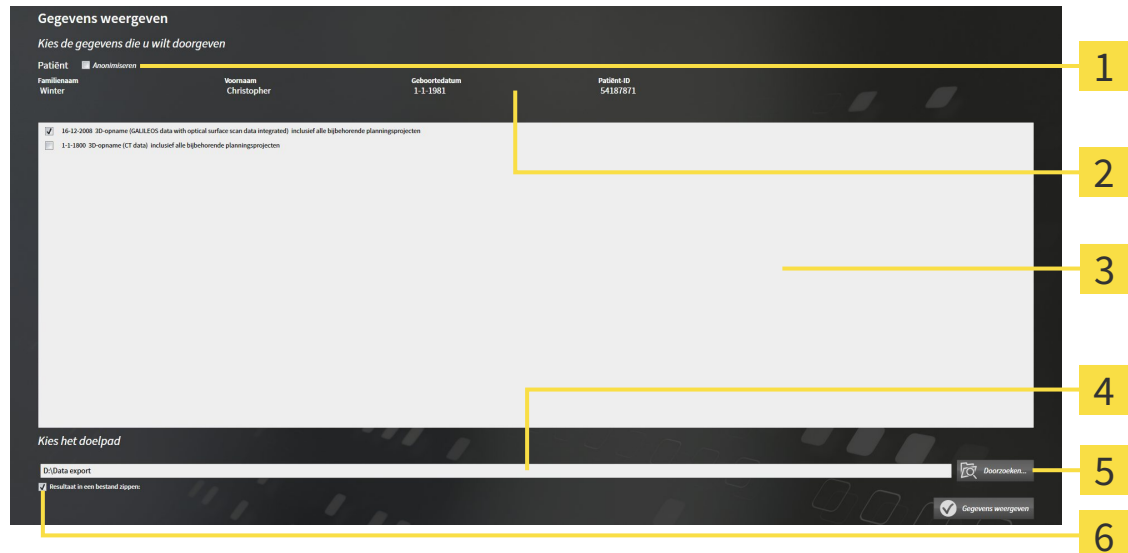 Gegevens weergeven
Kies de gegevens die u wilt doorgeven
Patiënt Anonimiseren
Familienaam Voornaam Geboortedatum Patiënt-ID
Winter Christopher 1-1-1981 54187871
16-12-2008 3D-opname (GALILEOS data with optical surface scan data integrated) inclusief alle bijbehorende planningsprojecten
1-1-1800 3D-opname (CT data) inclusief alle bijbehorende planningsprojecten
Kies het doelpad
D:\Data export
Doorzoeken...
Resultaat in een bestand zippen:
Gegevens weergeven
1
2
3
4
5
6